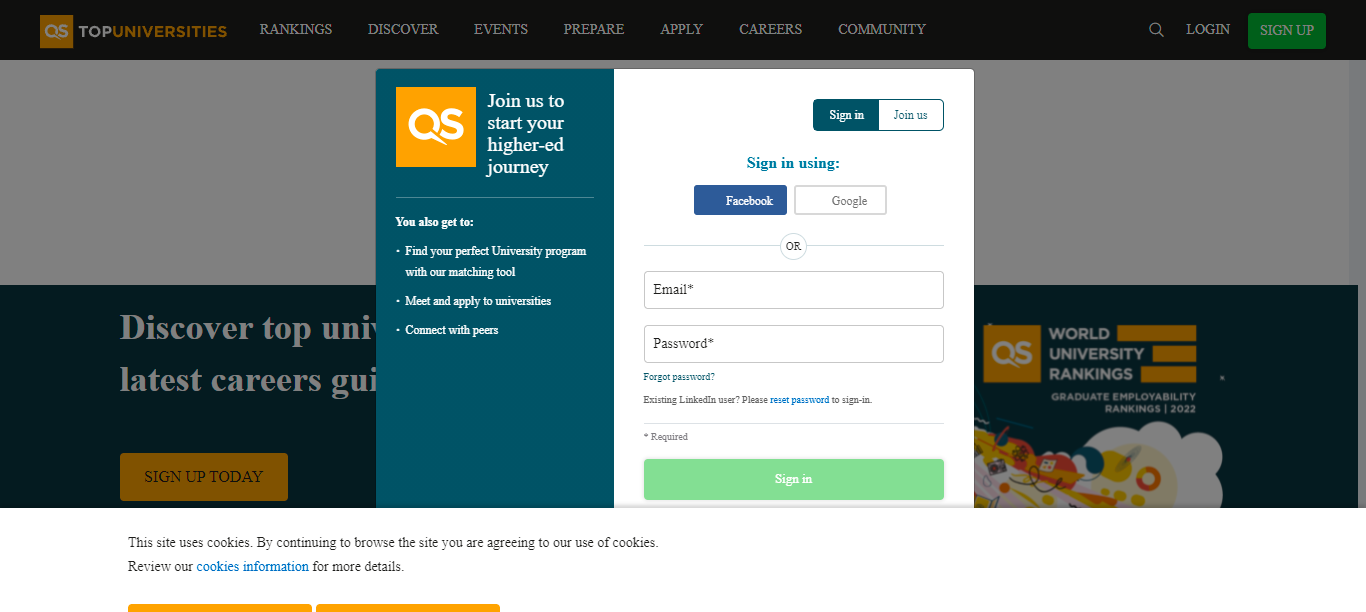 QS TOPUNIVERSITIES
RANKINGS
DISCOVER
EVENTS
PREPARE
APPLY
CAREERS
COMMUNITY
LOGIN
SIGN UP
QS
Join us to
start your
higher-ed
journey
You also get to:
• Find your perfect University program
with our matching tool
• Meet and apply to universities
• Connect with peers
Sign in
Join us
Sign in using:
Facebook
Google
OR
Email*
Password*
Forgot password?
Existing LinkedIn user? Please reset password to sign-in.
* Required
Sign in
Discover top
latest careers
SIGN UP TODAY
QS
WORLD
UNIVERSITY
RANKINGS
GRADUATE EMPLOYABILITY
RANKINGS | 2022
This site uses cookies. By continuing to browse the site you are agreeing to our use of cookies.
Review our cookies information for more details.